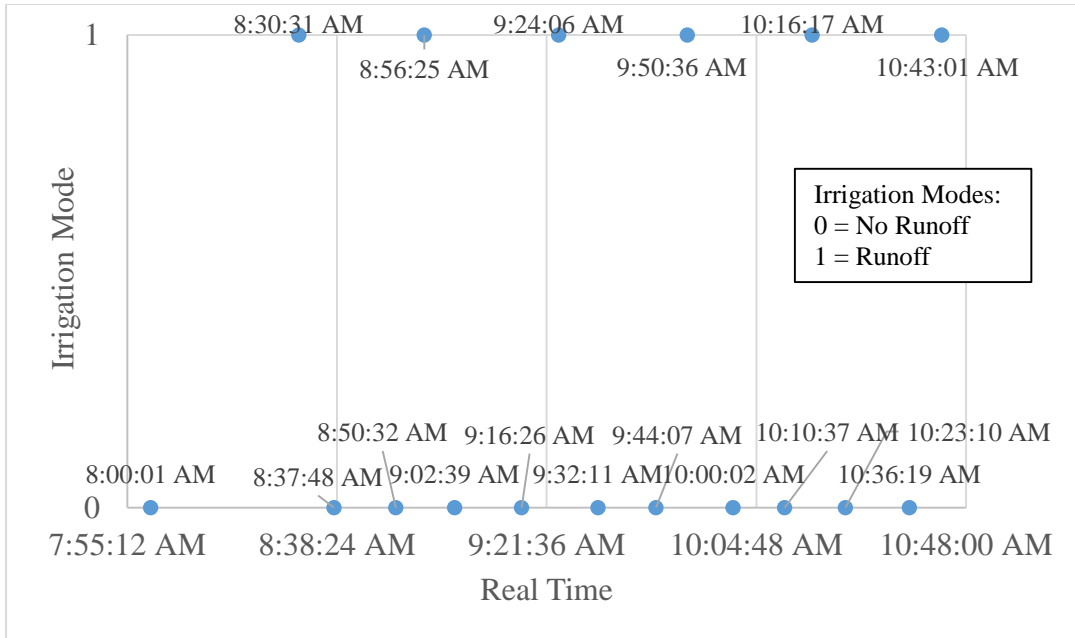 1
8:30:31 AM
9:24:06 AM
10:16:17 AM
8:56:25 AM
9:50:36 AM
10:43:01 AM
Irrigation Mode
Irrigation Modes:
0 = No Runoff
1 = Runoff
8:50:32 AM
9:16:26 AM
9:44:07 AM
10:10:37 AM
10:23:10 AM
8:00:01 AM
8:37:48 AM
9:02:39 AM
9:32:11 AM
10:00:02 AM
10:36:19 AM
0
7:55:12 AM
8:38:24 AM
9:21:36 AM
10:04:48 AM
10:48:00 AM
Real Time